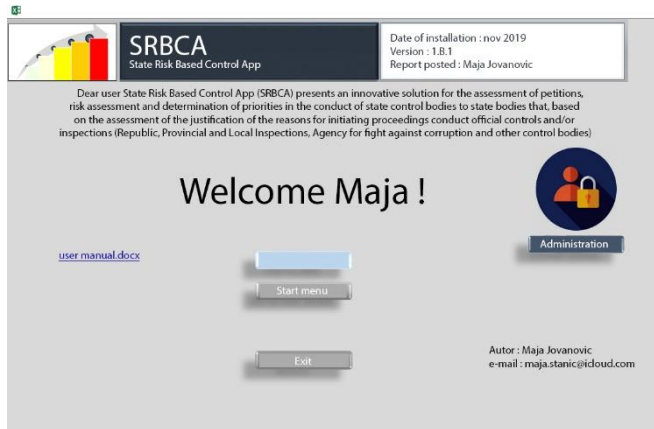 SRBCA
State Risk Based Control App
Date of installation : nov 2019
Version : 1.B.1
Report posted : Maja Jovanovic
Dear user State Risk Based Control App (SRBCA) presents an innovative solution for the assessment of petitions,
risk assessment and determination of priorities in the conduct of state control bodies to state bodies that, based
on the assessment of the justification of the reasons for initiating proceedings conduct official controls and/or
inspections (Republic, Provincial and Local Inspections, Agency for fight against corruption and other control bodies)
Welcome Maja !
Administration
user manual.docx
Start menu
Exit
Autor : Maja Jovanovic
e-mail : maja.stanic@icloud.com